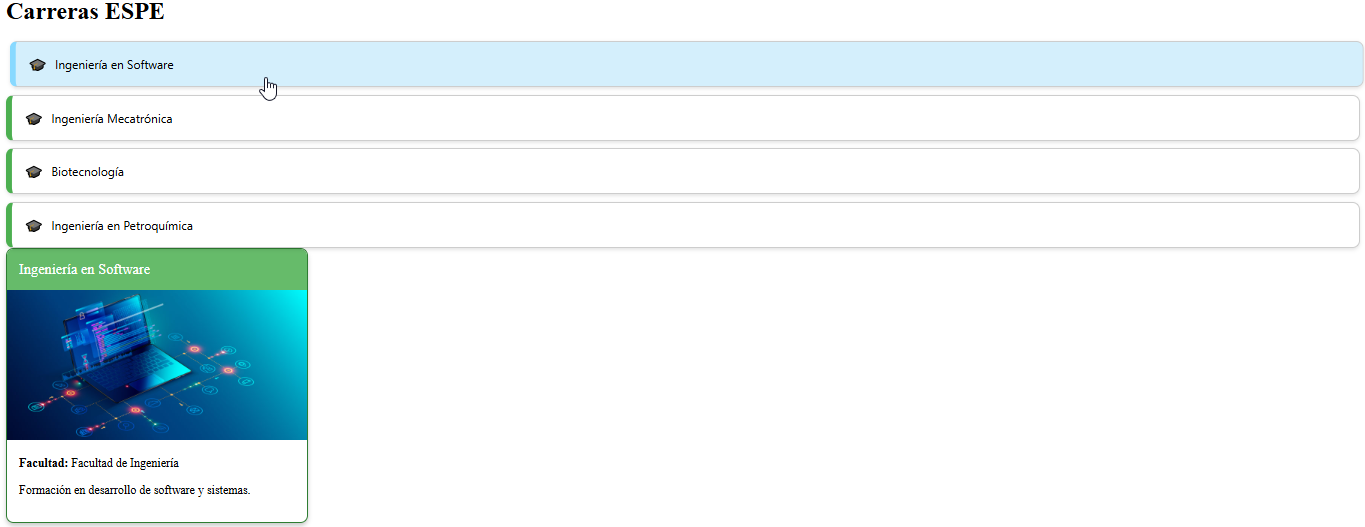 Carreras ESPE
Ingeniería en Software
Ingeniería Mecatrónica
Biotecnología
Ingeniería en Petroquímica
Ingeniería en Software
Facultad: Facultad de Ingeniería
Formación en desarrollo de software y sistemas.